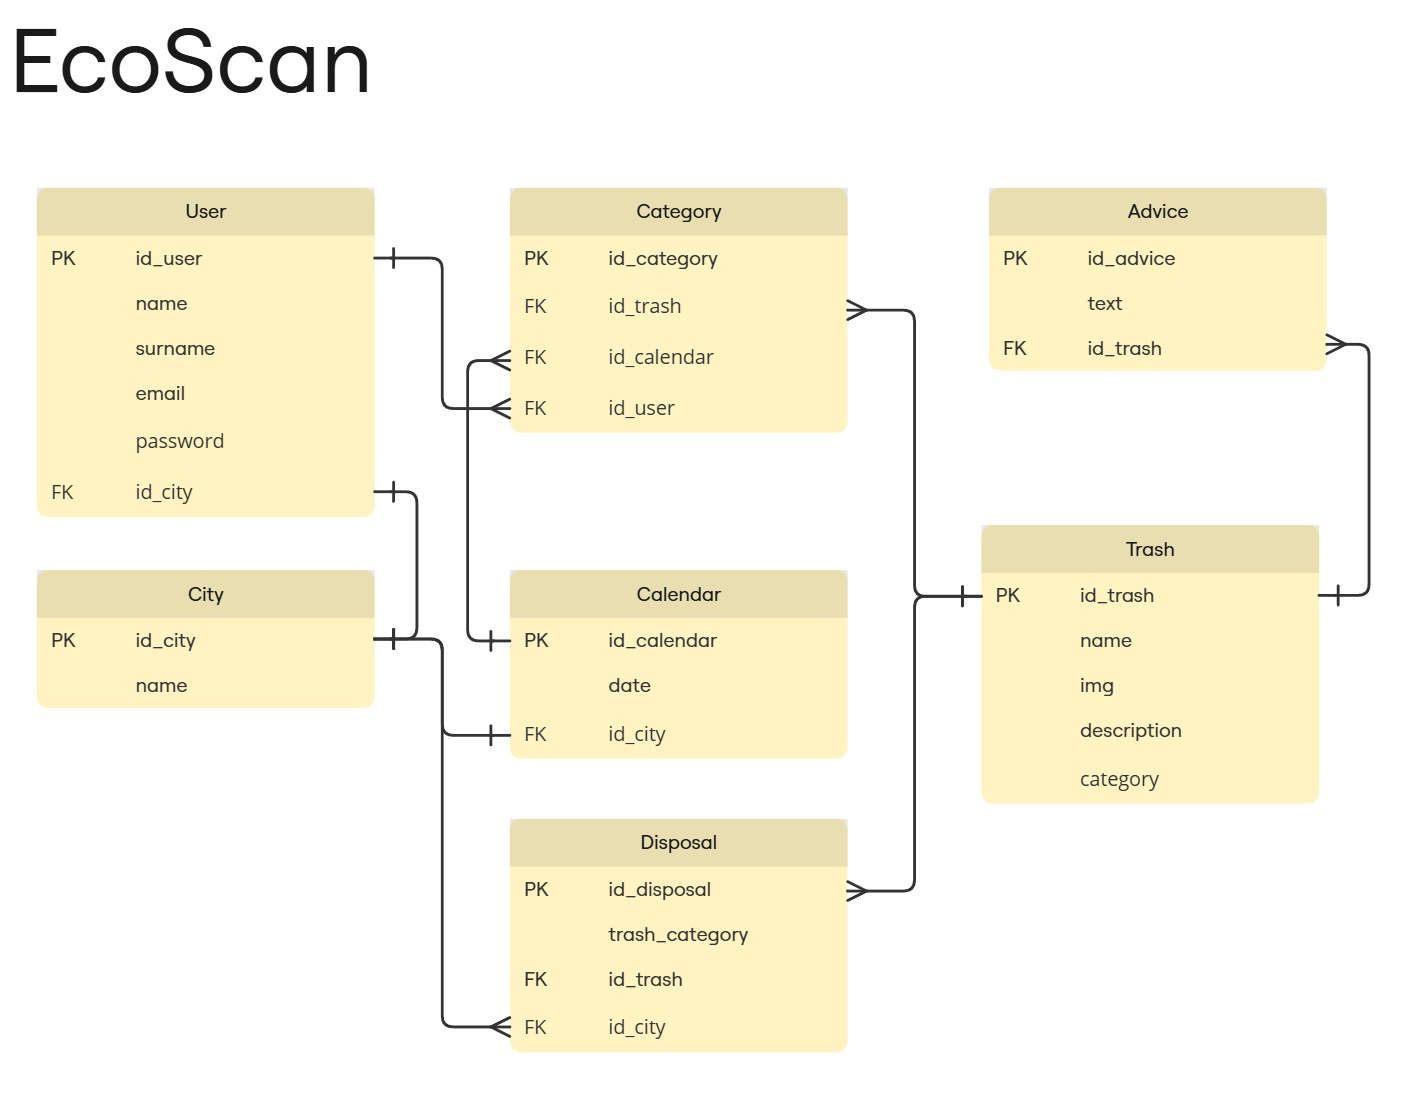 EcoScan
User
PK id_user
name
surname
email
password
FK id_city
City
PK id_city
name
Category
PK id_category
FK id_trash
FK id_calendar
FK id_user
Calendar
PK id_calendar
date
FK id_city
Disposal
PK id_disposal
trash_category
FK id_trash
FK id_city
Advice
PK id_advice
text
FK id_trash
Trash
PK id_trash
name
img
description
category